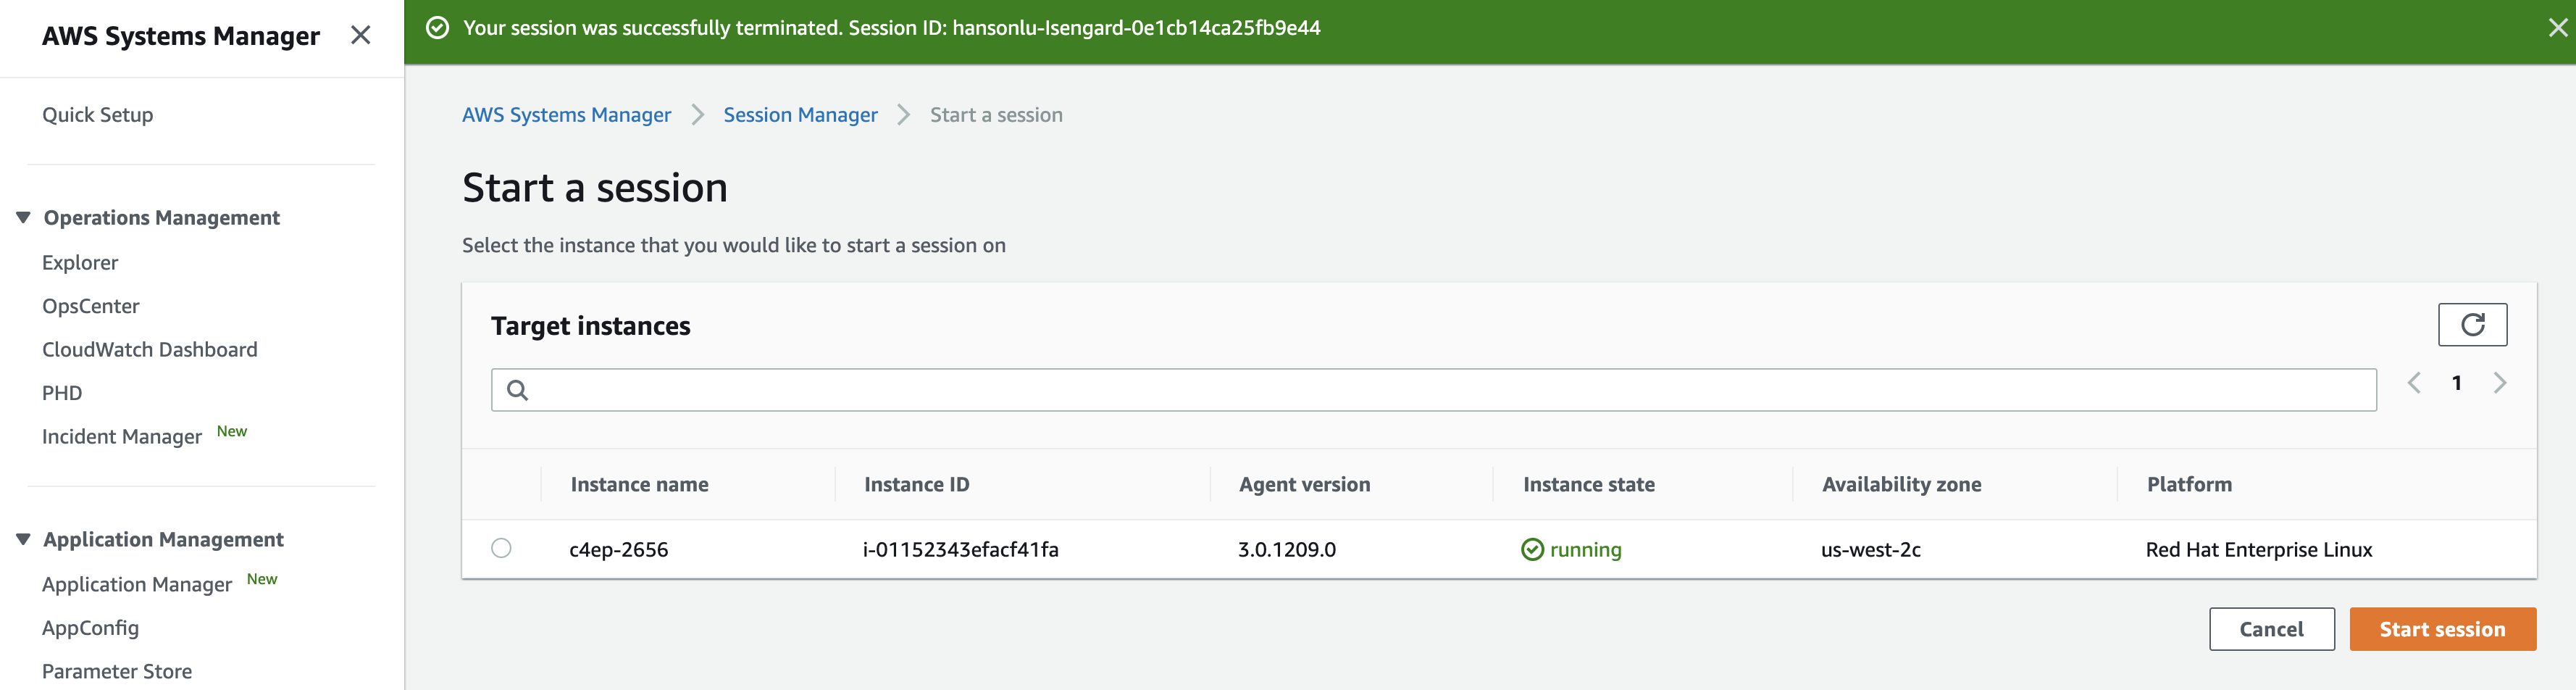 AWS Systems Manager
Quick Setup
Operations Management
Explorer
OpsCenter
CloudWatch Dashboard
PHD
Incident Manager New
Application Management
Application Manager New
AppConfig
Parameter Store
Your session was successfully terminated. Session ID: hansonlu-Isengard-0e1cb14ca25fb9e44
AWS Systems Manager Session Manager Start a session
Start a session
Select the instance that you would like to start a session on
Target instances
1
Instance name Instance ID Agent version Instance state Availability zone Platform
c4ep-2656 i-01152343efacf41fa 3.0.1209.0 running us-west-2c Red Hat Enterprise Linux
Cancel Start session